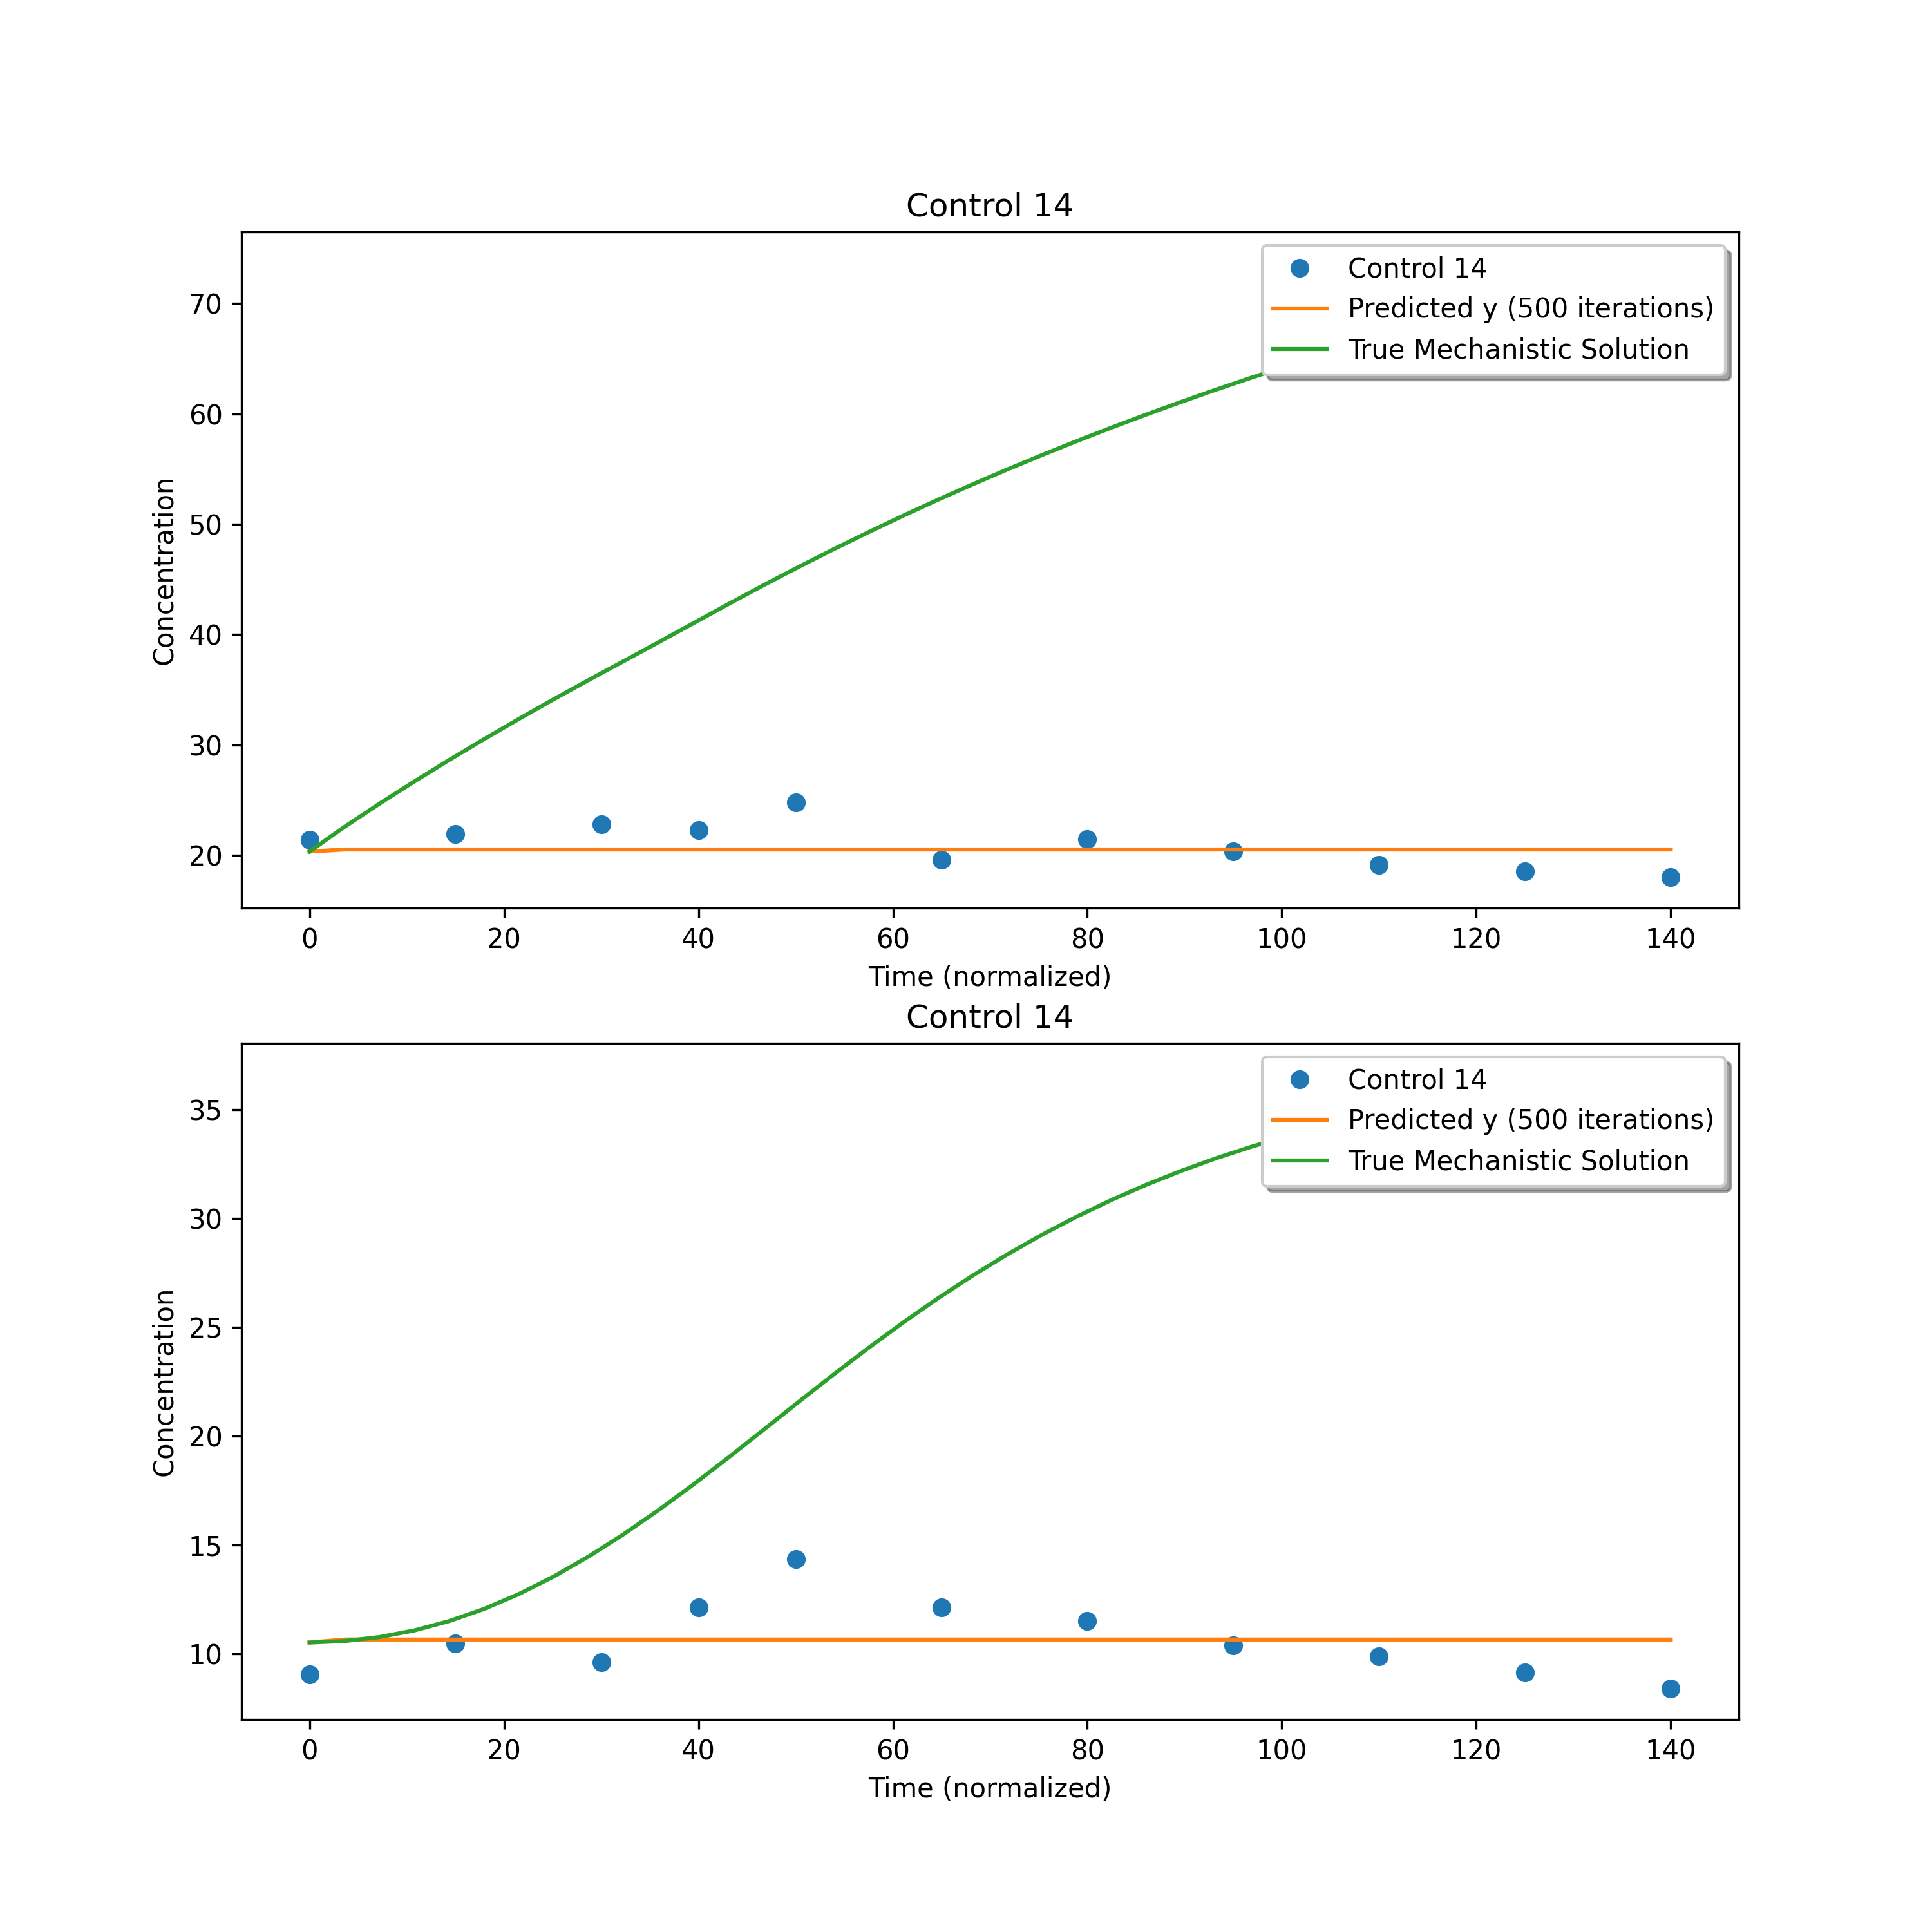 Control 14
Control 14
Predicted y (500 iterations)
True Mechanistic Solution
70
60
50
40
30
20
Concentration
0 20 40 60 80 100 120 140
Time (normalized)
Control 14
Control 14
Predicted y (500 iterations)
True Mechanistic Solution
35
30
25
20
15
10
Concentration
0 20 40 60 80 100 120 140
Time (normalized)